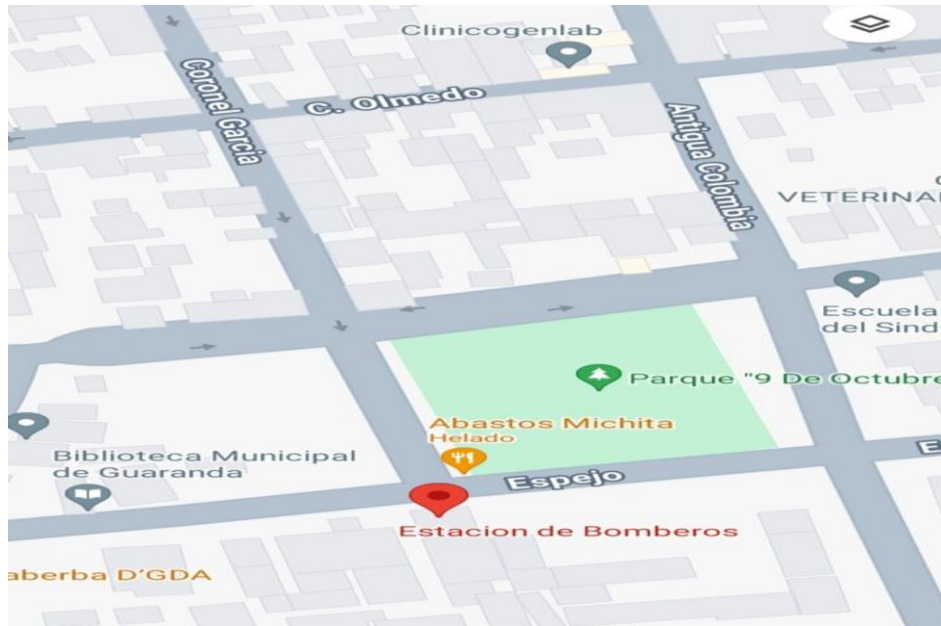 Clinicogenlab
Coronel Garcia
C. Olmedo
Antigua Colombia
VETERINA
Escuela
del Sind
Parque "9 De Octubre
Abastos Michita
Helado
Biblioteca Municipal
de Guaranda
Espejo
E
Estacion de Bomberos
aberba D'GDA